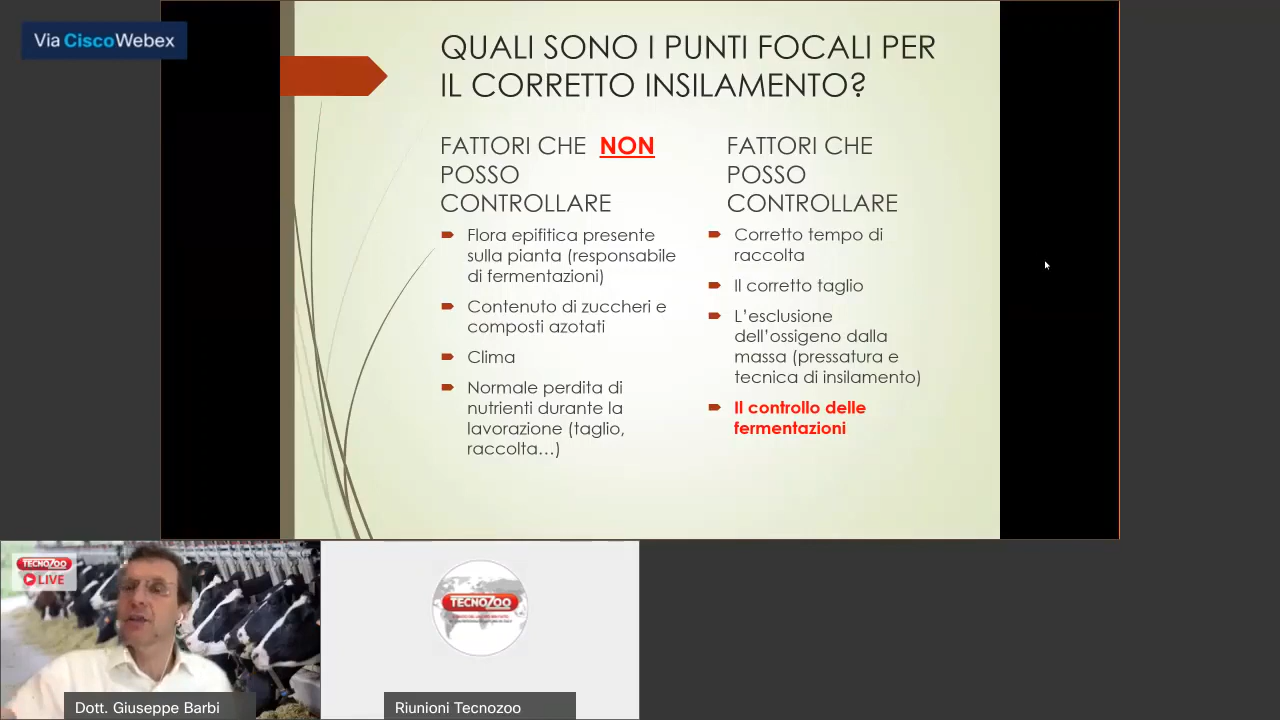 Via CiscoWebex
QUALI SONO I PUNTI FOCALI PER
IL CORRETTO INSILAMENTO?
FATTORI CHE NON
POSSO
CONTROLLARE
Flora epifitica presente
sulla pianta (responsabile
di fermentazioni)
Contenuto di zuccheri e
composti azotati
Clima
Normale perdita di
nutrienti durante la
lavorazione (taglio,
raccolta…)
FATTORI CHE
POSSO
CONTROLLARE
Corretto tempo di
raccolta
Il corretto taglio
L’esclusione
dell’ossigeno dalla
massa (pressatura e
tecnica di insilamento)
Il controllo delle
fermentazioni
TECNOZOO
LIVE
Dott. Giuseppe Barbi
TECNOZOO
Riunioni Tecnozoo